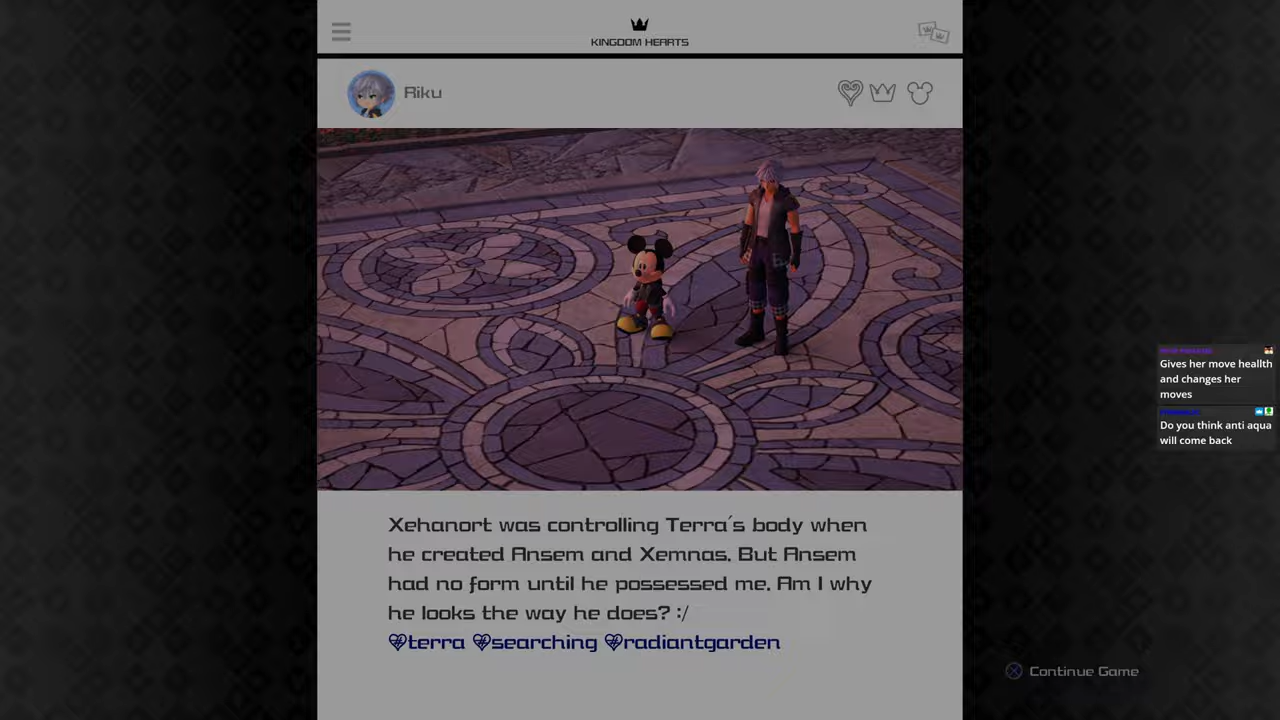 KINGDOM HEARTS
Riku
Xehanort was controlling Terra's body when
he created Ansem and Xemnas. But Ansem
had no form until he possessed me. Am I why
he looks the way he does? :/
#terra #searching #radiantgarden
Gives her move heallth
and changes her
moves
Do you think anti aqua
will come back
Continue Game